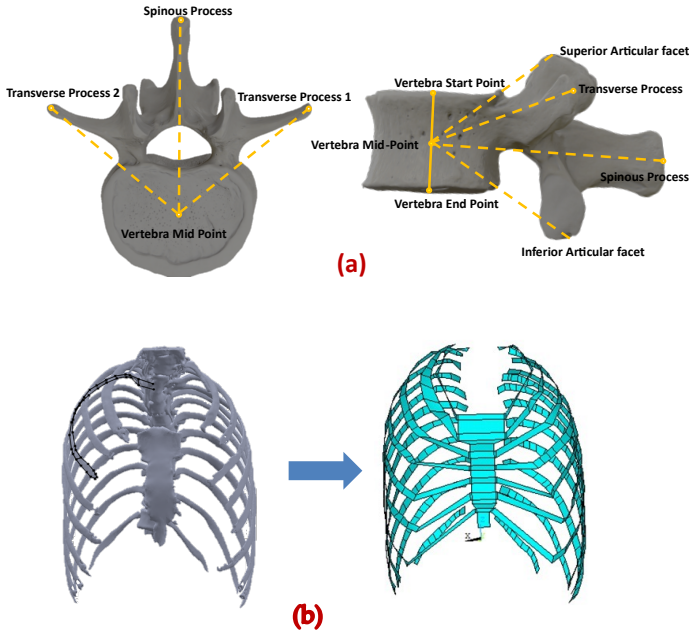 Spinous Process
Transverse Process 2
Transverse Process 1
Vertebra Mid Point
Superior Articular facet
Vertebra Start Point
Transverse Process
Vertebra Mid-Point
Spinous Process
Vertebra End Point
Inferior Articular facet
(a)
X
(b)